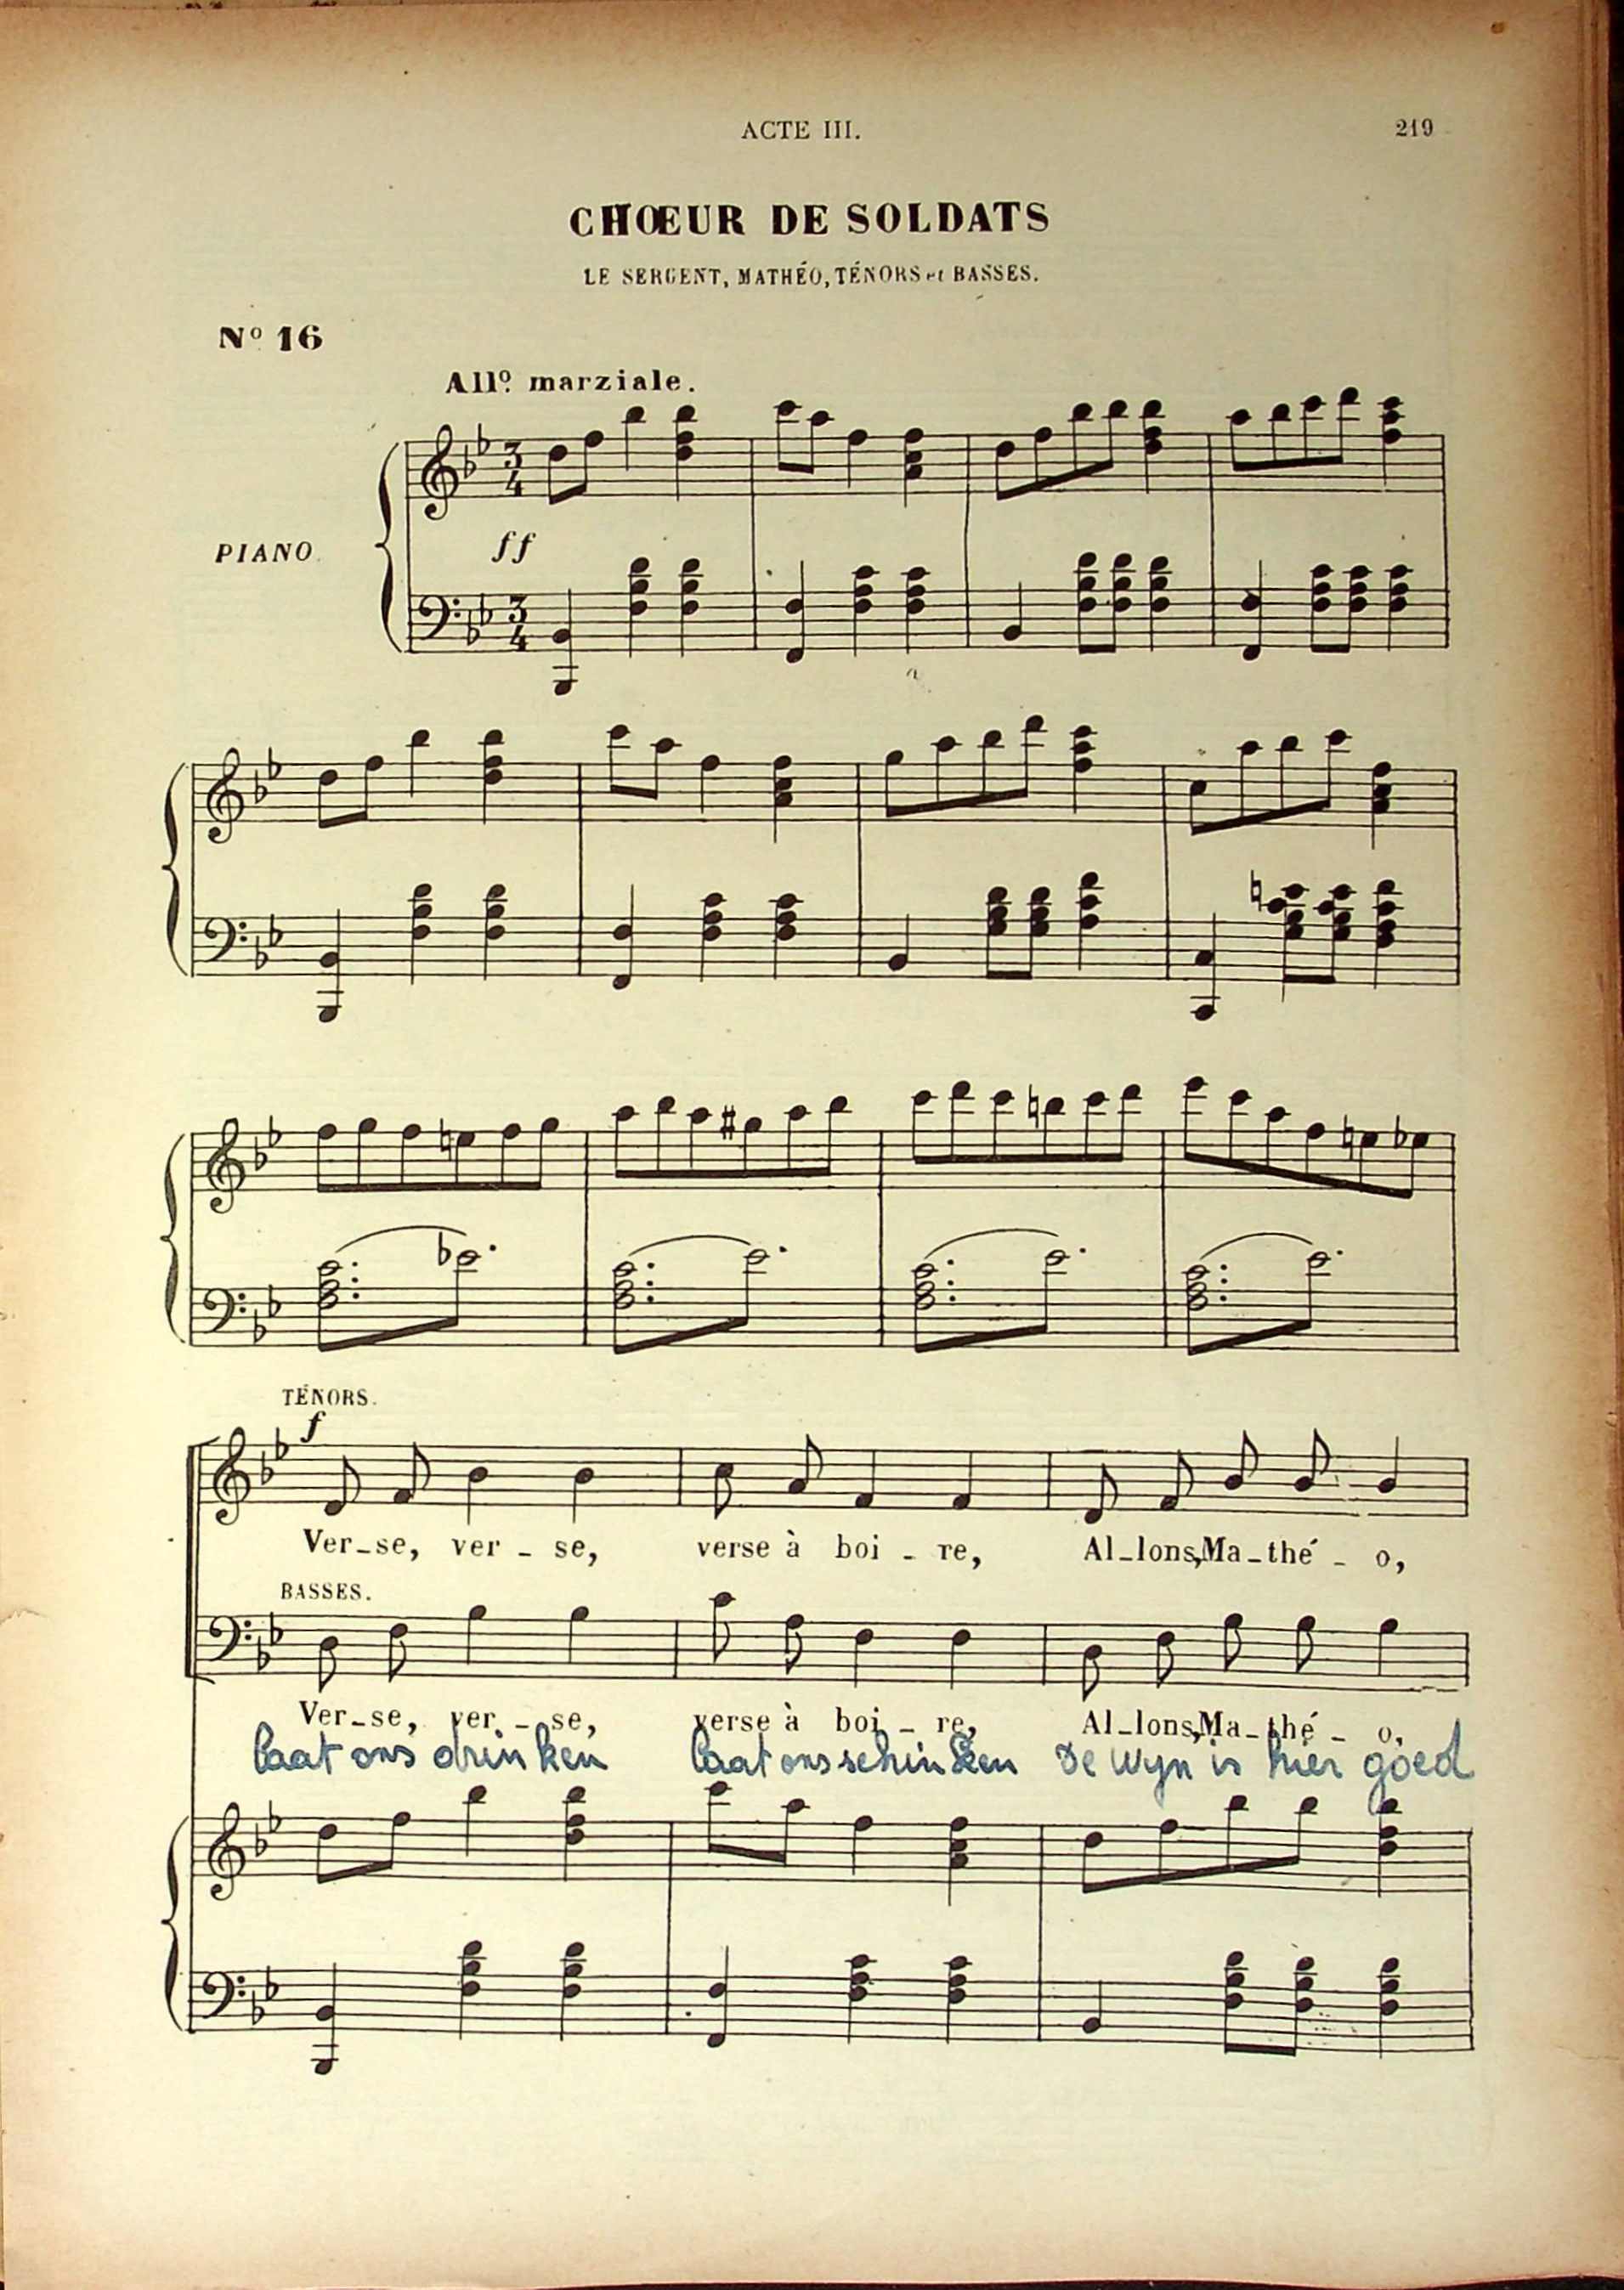 ACTE III.
219
CHŒUR DE SOLDATS
LE SERGENT, MATHÉO, TÉNORS et BASSES.
Nº 16
Allº marziale.
PIANO.
ff
TÉNORS.
f
Ver_se, ver _ se, verse à boi _ re, Al_lons,Ma_thé _ o,
BASSES.
Ver_se, ver _ se, verse à boi _ re, Al_lons,Ma_thé _ o,
laat ons drinken laat ons schinken De wyn is hier goed